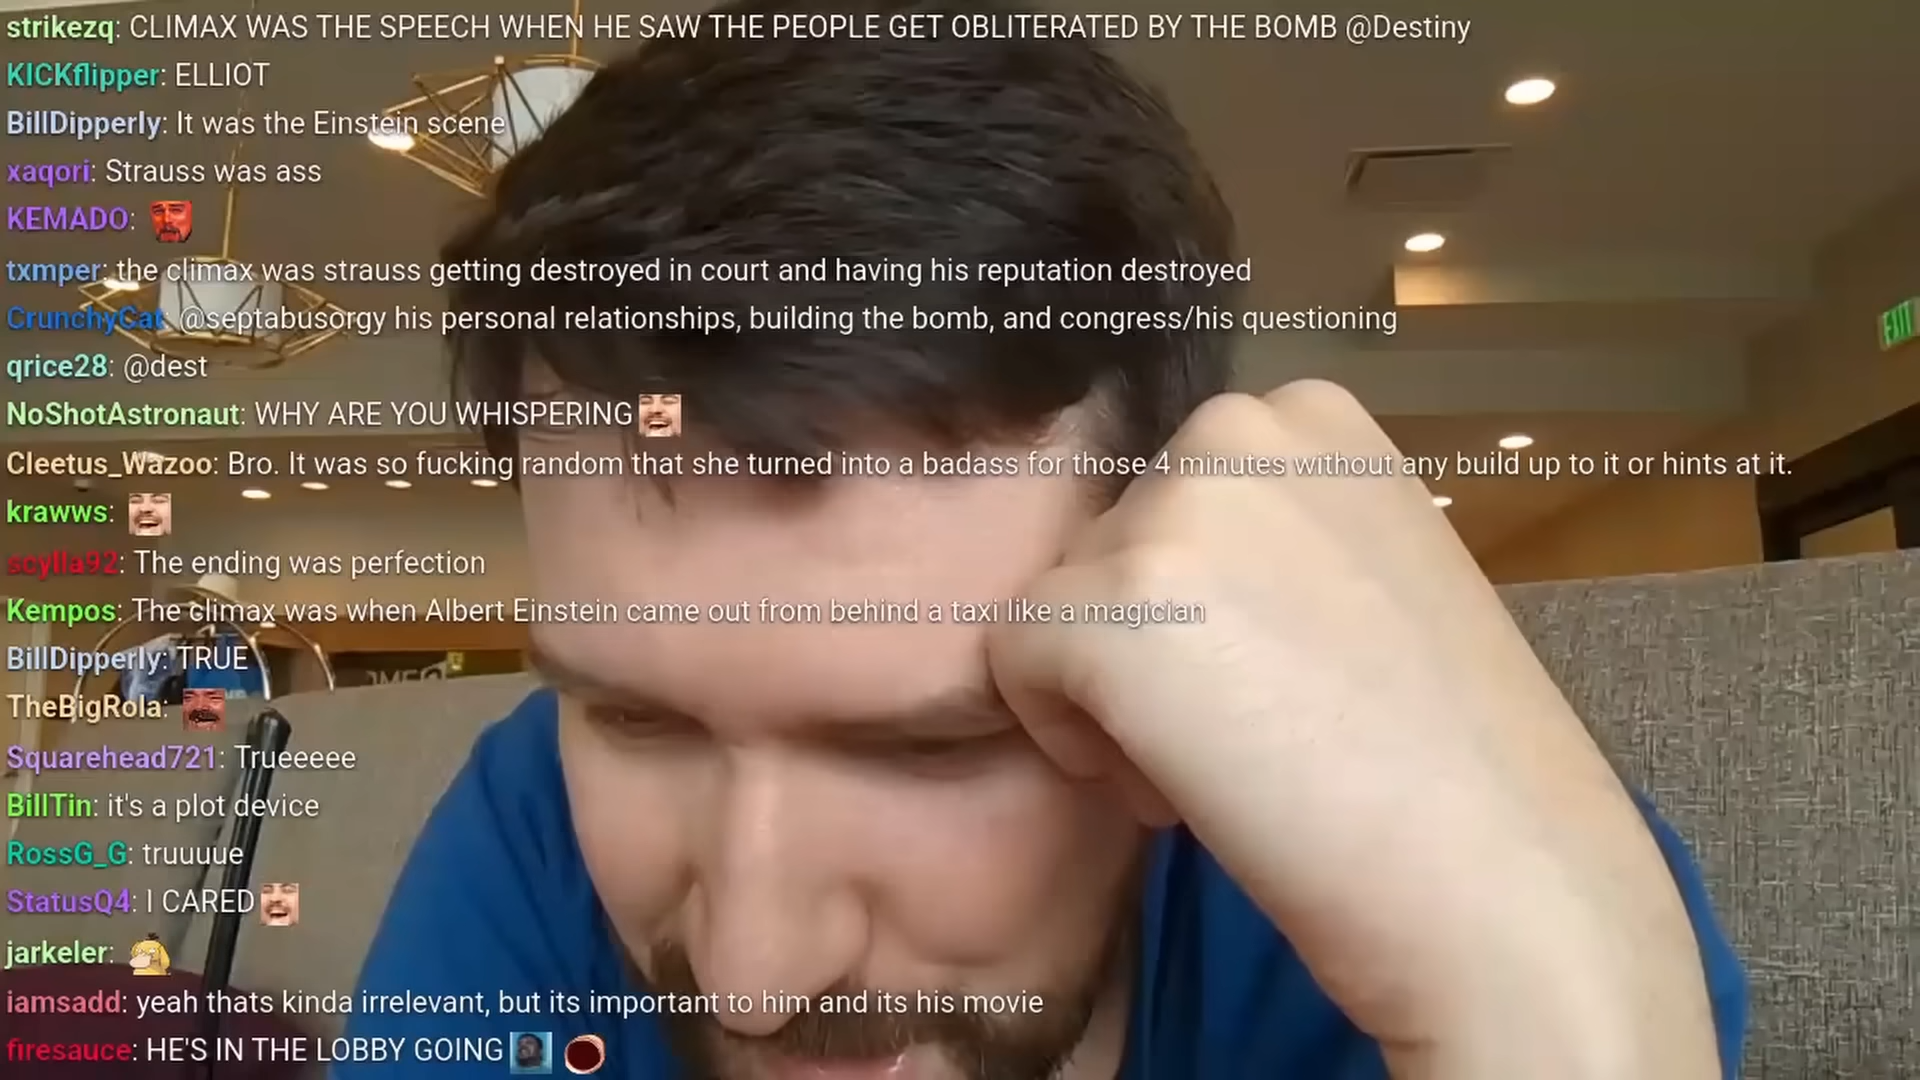 strikezq: CLIMAX WAS THE SPEECH WHEN HE SAW THE PEOPLE GET OBLITERATED BY THE BOMB @Destiny
KICKflipper: ELLIOT
BillDipperly: It was the Einstein scene
xaqori: Strauss was ass
KEMADO:
txmper: the climax was strauss getting destroyed in court and having his reputation destroyed
CrunchyCat: @septabusorgy his personal relationships, building the bomb, and congress/his questioning
EXIT
qrice28: @dest
NoShotAstronaut: WHY ARE YOU WHISPERING
Cleetus_Wazoo: Bro. It was so fucking random that she turned into a badass for those 4 minutes without any build up to it or hints at it.
krawws:
scylla92: The ending was perfection
Kempos: The climax was when Albert Einstein came out from behind a taxi like a magician
BillDipperly: TRUE
TheBigRola:
Squarehead721: Trueeeee
BillTin: it's a plot device
RossG_G: truuuue
StatusQ4: I CARED
jarkeler:
iamsadd: yeah thats kinda irrelevant, but its important to him and its his movie
firesauce: HE'S IN THE LOBBY GOING